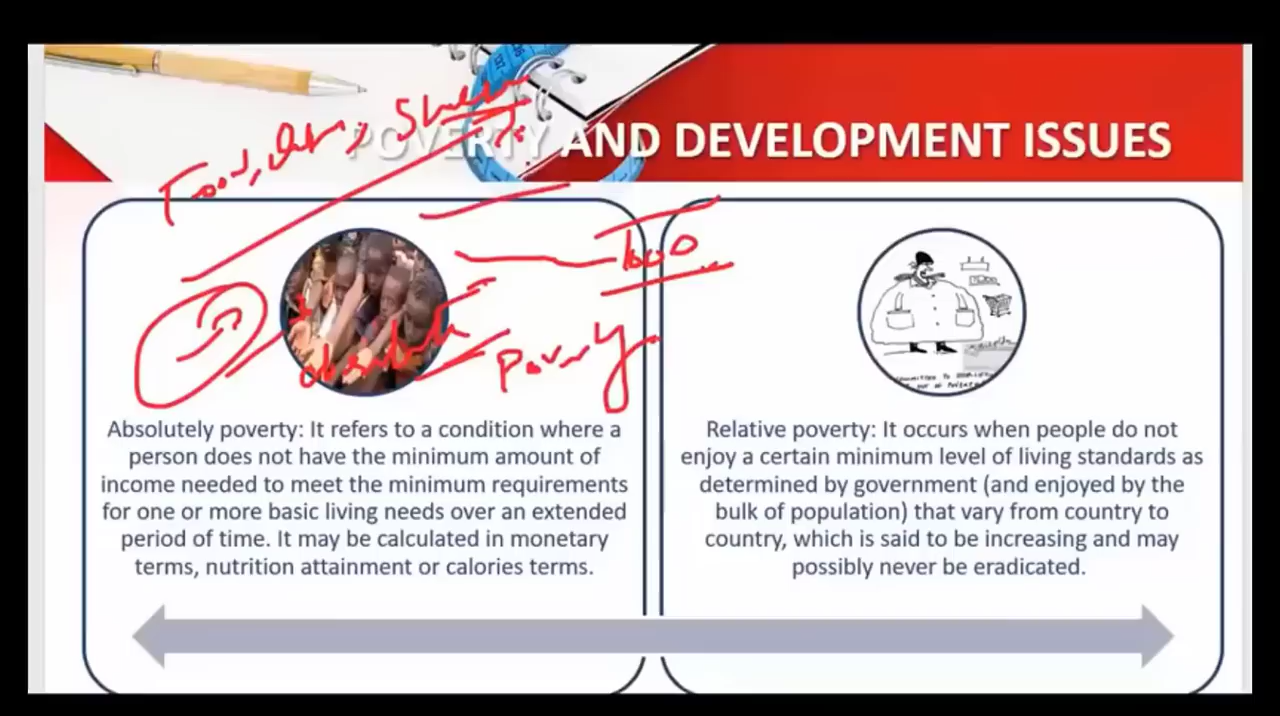 POVERTY AND DEVELOPMENT ISSUES
Food,
1000
Poverty
Absolutely poverty: It refers to a condition where a
person does not have the minimum amount of
income needed to meet the minimum requirements
for one or more basic living needs over an extended
period of time. It may be calculated in monetary
terms, nutrition attainment or calories terms.
Relative poverty: It occurs when people do not
enjoy a certain minimum level of living standards as
determined by government (and enjoyed by the
bulk of population) that vary from country to
country, which is said to be increasing and may
possibly never be eradicated.